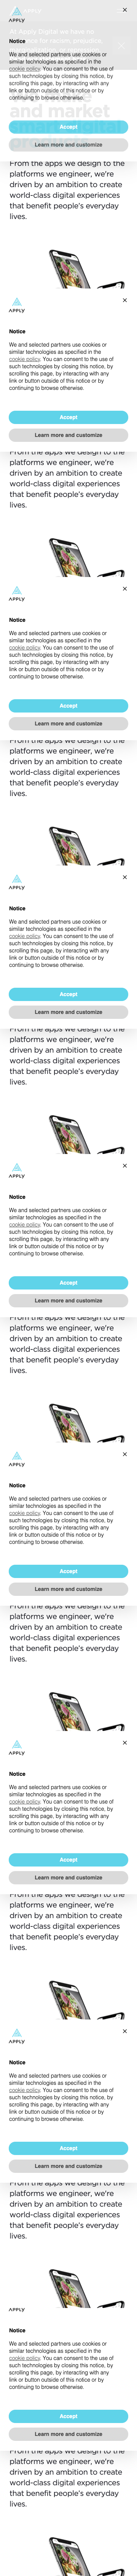 APPLY
×
Notice
We and selected partners use cookies or
similar technologies as specified in the
cookie policy. You can consent to the use of
such technologies by closing this notice, by
scrolling this page, by interacting with any
link or button outside of this notice or by
continuing to browse otherwise.
and market
Accept
Learn more and customize
From the apps we design to the
platforms we engineer, we're
driven by an ambition to create
world-class digital experiences
that benefit people's everyday
lives.
×
APPLY
Notice
We and selected partners use cookies or
similar technologies as specified in the
cookie policy. You can consent to the use of
such technologies by closing this notice, by
scrolling this page, by interacting with any
link or button outside of this notice or by
continuing to browse otherwise.
Accept
Learn more and customize
From the apps we design to the
platforms we engineer, we're
driven by an ambition to create
world-class digital experiences
that benefit people's everyday
lives.
×
APPLY
Notice
We and selected partners use cookies or
similar technologies as specified in the
cookie policy. You can consent to the use of
such technologies by closing this notice, by
scrolling this page, by interacting with any
link or button outside of this notice or by
continuing to browse otherwise.
Accept
Learn more and customize
From the apps we design to the
platforms we engineer, we're
driven by an ambition to create
world-class digital experiences
that benefit people's everyday
lives.
×
APPLY
Notice
We and selected partners use cookies or
similar technologies as specified in the
cookie policy. You can consent to the use of
such technologies by closing this notice, by
scrolling this page, by interacting with any
link or button outside of this notice or by
continuing to browse otherwise.
Accept
Learn more and customize
From the apps we design to the
platforms we engineer, we're
driven by an ambition to create
world-class digital experiences
that benefit people's everyday
lives.
×
APPLY
Notice
We and selected partners use cookies or
similar technologies as specified in the
cookie policy. You can consent to the use of
such technologies by closing this notice, by
scrolling this page, by interacting with any
link or button outside of this notice or by
continuing to browse otherwise.
Accept
Learn more and customize
From the apps we design to the
platforms we engineer, we're
driven by an ambition to create
world-class digital experiences
that benefit people's everyday
lives.
×
APPLY
Notice
We and selected partners use cookies or
similar technologies as specified in the
cookie policy. You can consent to the use of
such technologies by closing this notice, by
scrolling this page, by interacting with any
link or button outside of this notice or by
continuing to browse otherwise.
Accept
Learn more and customize
From the apps we design to the
platforms we engineer, we're
driven by an ambition to create
world-class digital experiences
that benefit people's everyday
lives.
×
APPLY
Notice
We and selected partners use cookies or
similar technologies as specified in the
cookie policy. You can consent to the use of
such technologies by closing this notice, by
scrolling this page, by interacting with any
link or button outside of this notice or by
continuing to browse otherwise.
Accept
Learn more and customize
From the apps we design to the
platforms we engineer, we're
driven by an ambition to create
world-class digital experiences
that benefit people's everyday
lives.
×
APPLY
Notice
We and selected partners use cookies or
similar technologies as specified in the
cookie policy. You can consent to the use of
such technologies by closing this notice, by
scrolling this page, by interacting with any
link or button outside of this notice or by
continuing to browse otherwise.
Accept
Learn more and customize
From the apps we design to the
platforms we engineer, we're
driven by an ambition to create
world-class digital experiences
that benefit people's everyday
lives.
APPLY
Notice
We and selected partners use cookies or
similar technologies as specified in the
cookie policy. You can consent to the use of
such technologies by closing this notice, by
scrolling this page, by interacting with any
link or button outside of this notice or by
continuing to browse otherwise.
Accept
Learn more and customize
From the apps we design to the
platforms we engineer, we're
driven by an ambition to create
world-class digital experiences
that benefit people's everyday
lives.